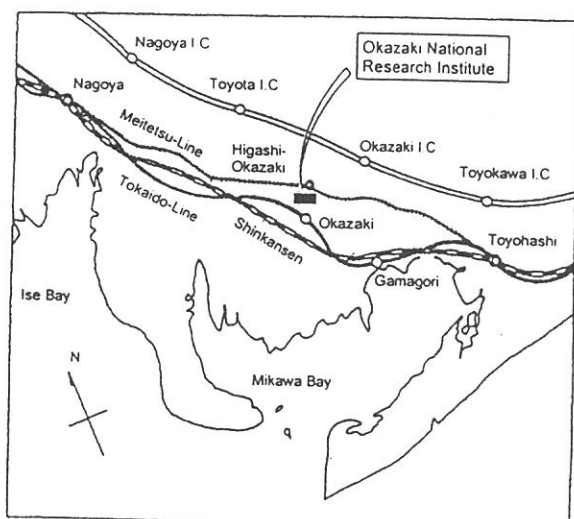 Nagoya I C
Okazaki National
Research Institute
Nagoya
Toyota I.C
Meitetsu-Line
Higashi-
Okazaki
Okazaki I C
Toyokawa I.C
Tokaido-Line
Shinkansen
Okazaki
Toyohashi
Gamagori
Ise Bay
N
Mikawa Bay